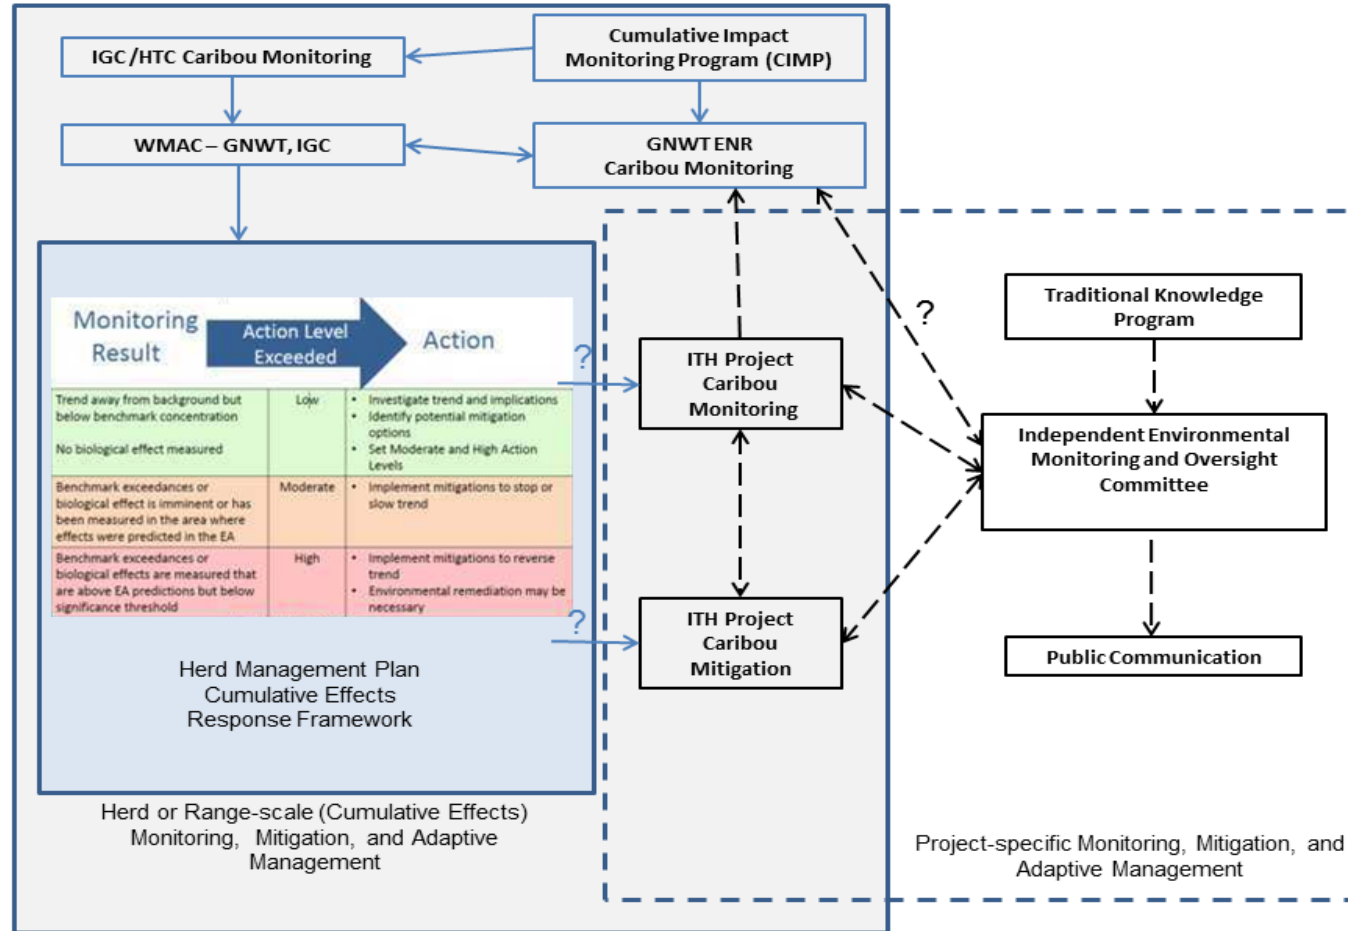 Cumulative Impact
Monitoring Program (CIMP)
IGC/HTC Caribou Monitoring
WMAC – GNWT, IGC
GNWT ENR
Caribou Monitoring
Monitoring
Result
Action Level
Exceeded
Action
Trend away from background but
below benchmark concentration
No biological effect measured
Low
• Investigate trend and implications
• Identify potential mitigation
options
• Set Moderate and High Action
Levels
Benchmark exceedances or
biological effect is imminent or has
been measured in the area where
effects were predicted in the EA
Moderate
• Implement mitigations to stop or
slow trend
Benchmark exceedances or
biological effects are measured that
are above EA predictions but below
significance threshold
High
• Implement mitigations to reverse
trend
• Environmental remediation may be
necessary
?
?
Herd Management Plan
Cumulative Effects
Response Framework
Herd or Range-scale (Cumulative Effects)
Monitoring, Mitigation, and Adaptive
Management
ITH Project
Caribou
Monitoring
ITH Project
Caribou
Mitigation
?
Traditional Knowledge
Program
Independent Environmental
Monitoring and Oversight
Committee
Public Communication
Project-specific Monitoring, Mitigation, and
Adaptive Management